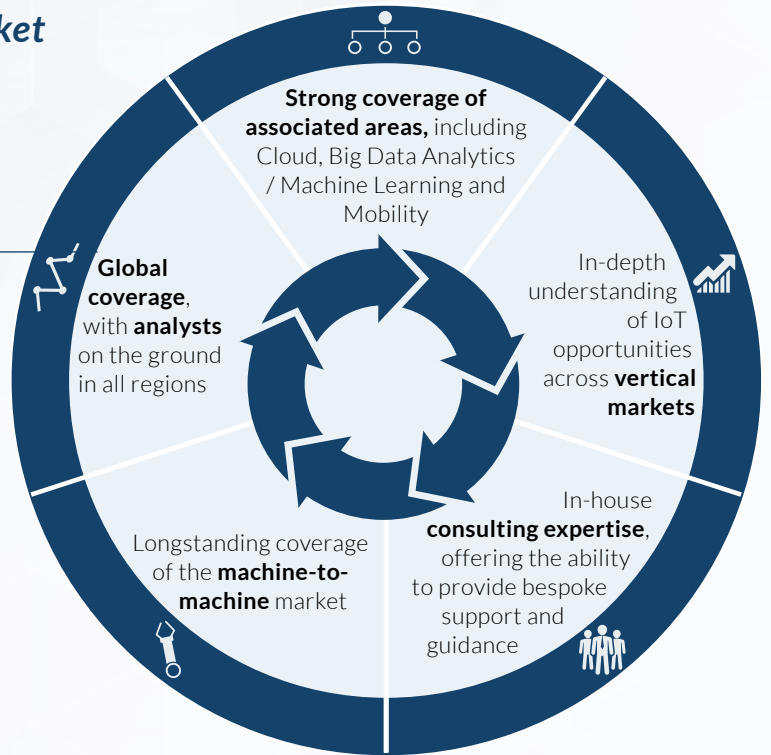 Strong coverage of
associated areas, including
Cloud, Big Data Analytics
/ Machine Learning and
Mobility
In-depth
understanding
of IoT
opportunities
across vertical
markets
In-house
consulting expertise,
offering the ability
to provide bespoke
support and
guidance
Longstanding coverage
of the machine-to-
machine market
Global
coverage,
with analysts
on the ground
in all regions